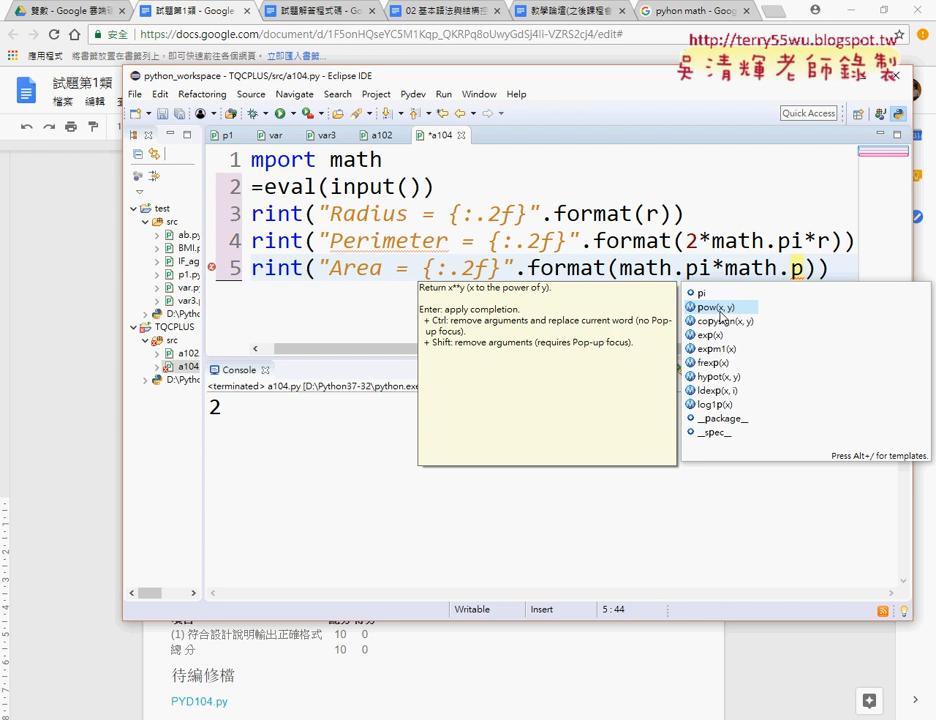 雙數 - Google 雲端硬
試題第1類 - Google
試題解答程式碼 - Go
02 基本語法與結構控
教學論壇(之後課程會
pyhon math - Goog
安全 | https://docs.google.com/document/d/1F5onHQseYC5M1Kqp_QKRPq8oUwyGdSJ4Ii-VZRS2cj4/edit#
http://terry55wu.blogspot.tw
吳清輝老師錄製
應用程式
將書籤放置在書籤列上，即可快速前往各個網頁。
立即匯入書籤...
試題第1類
檔案 編輯
python_workspace - TQCPLUS/src/a104.py - Eclipse IDE
File Edit Refactoring Source Navigate Search Project Pydev Run Window Help
Quick Access
p1 var var3 a102 *a104
1 mport math
2 =eval(input())
3 rint("Radius = {:.2f}".format(r))
4 rint("Perimeter = {:.2f}".format(2*math.pi*r))
5 rint("Area = {:.2f}".format(math.pi*math.p))
test
src
ab.py
BMI.
IF_ag
p1.py
var.py
var3.
D:\Pytl
TQCPLUS
src
a102
a104
D:\Pytl
Return x**y (x to the power of y).
Enter: apply completion.
+ Ctrl: remove arguments and replace current word (no Pop-
up focus).
+ Shift: remove arguments (requires Pop-up focus).
pi
pow(x, y)
copysign(x, y)
exp(x)
expm1(x)
frexp(x)
hypot(x, y)
ldexp(x, i)
log1p(x)
__package__
__spec__
Press Alt+/ for templates.
Console
<terminated> a104.py [D:\Python37-32\python.exe
2
Writable Insert 5 : 44
(1) 符合設計說明輸出正確格式 10 0
總 分 10 0
待編修檔
PYD104.py